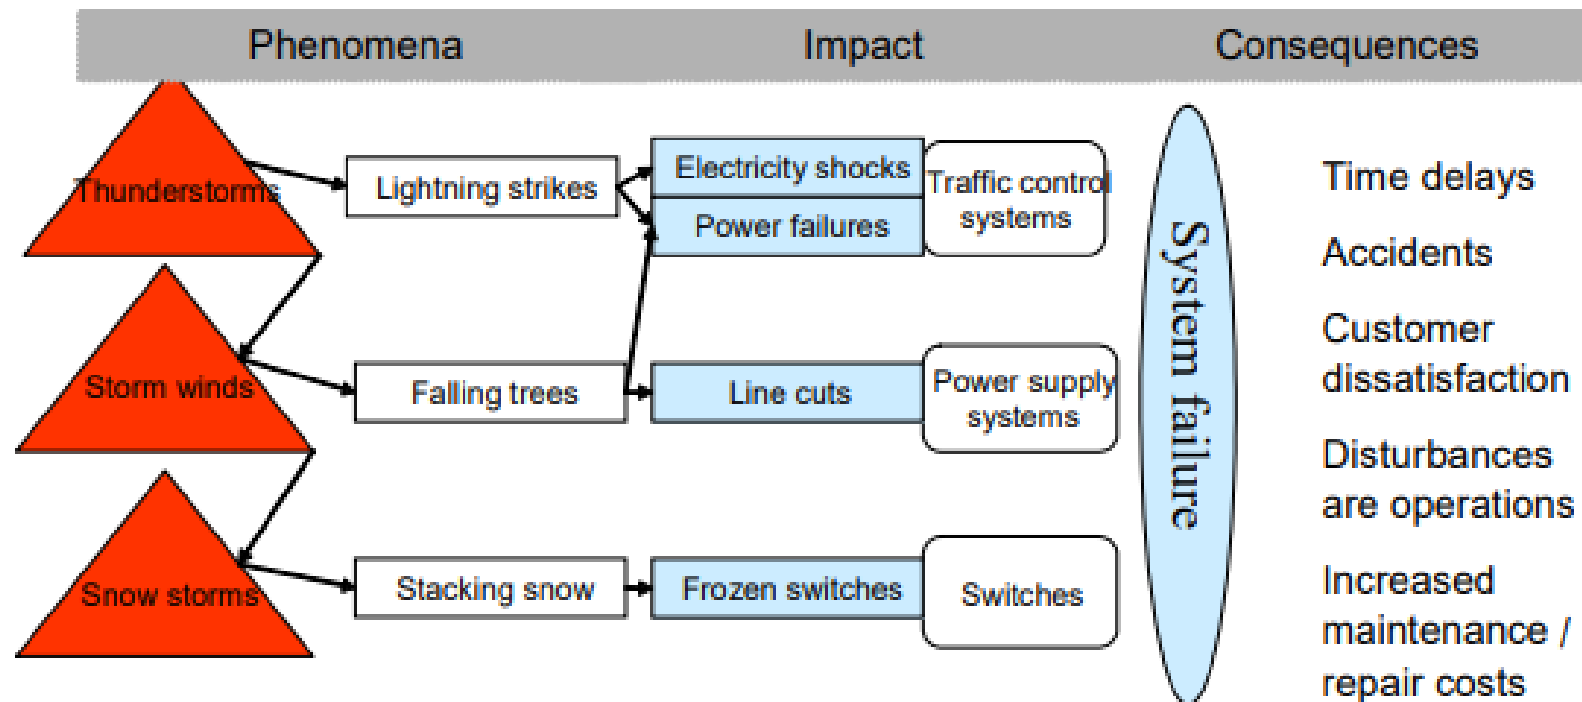 Phenomena
Impact
Consequences
Thunderstorms
Lightning strikes
Electricity shocks
Power failures
Traffic control
systems
Storm winds
Falling trees
Line cuts
Power supply
systems
Snow storms
Stacking snow
Frozen switches
Switches
System failure
Time delays
Accidents
Customer
dissatisfaction
Disturbances
are operations
Increased
maintenance /
repair costs